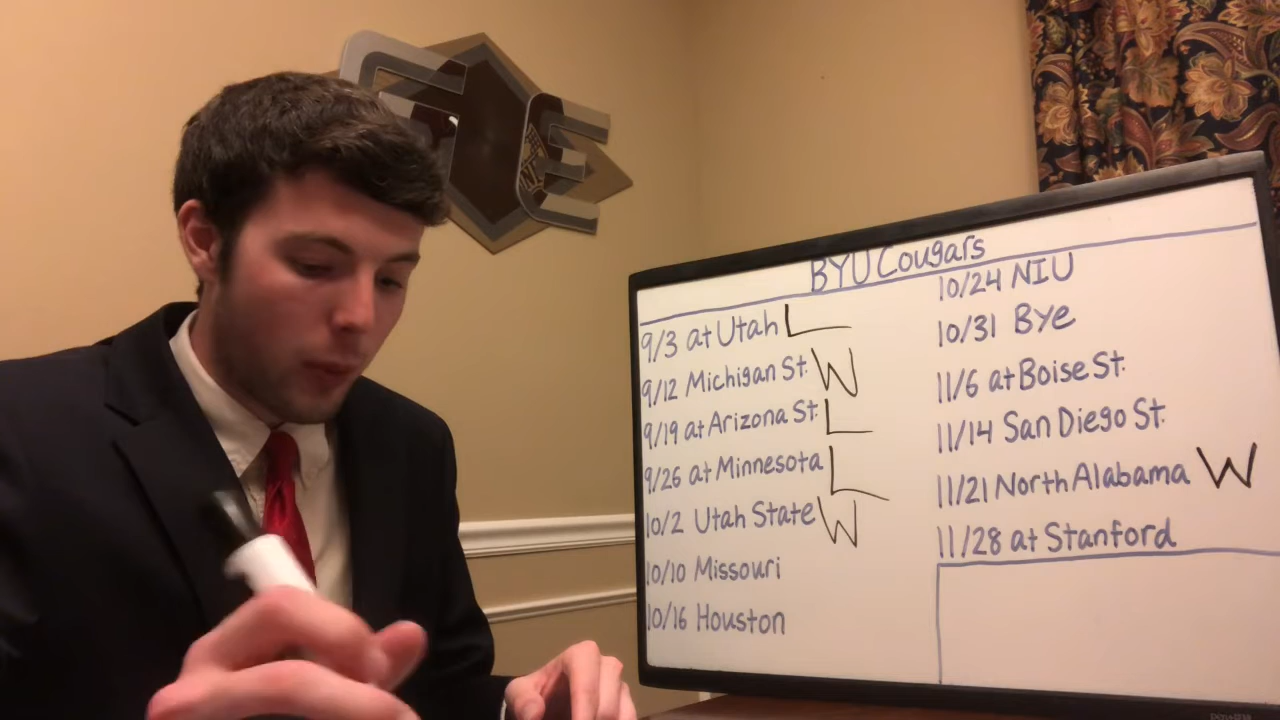 BYU Cougars
9/3 at Utah L
9/12 Michigan St. W
9/19 at Arizona St. L
9/26 at Minnesota L
10/2 Utah State W
10/10 Missouri
10/16 Houston
10/24 NIU
10/31 Bye
11/6 at Boise St.
11/14 San Diego St.
11/21 North Alabama W
11/28 at Stanford